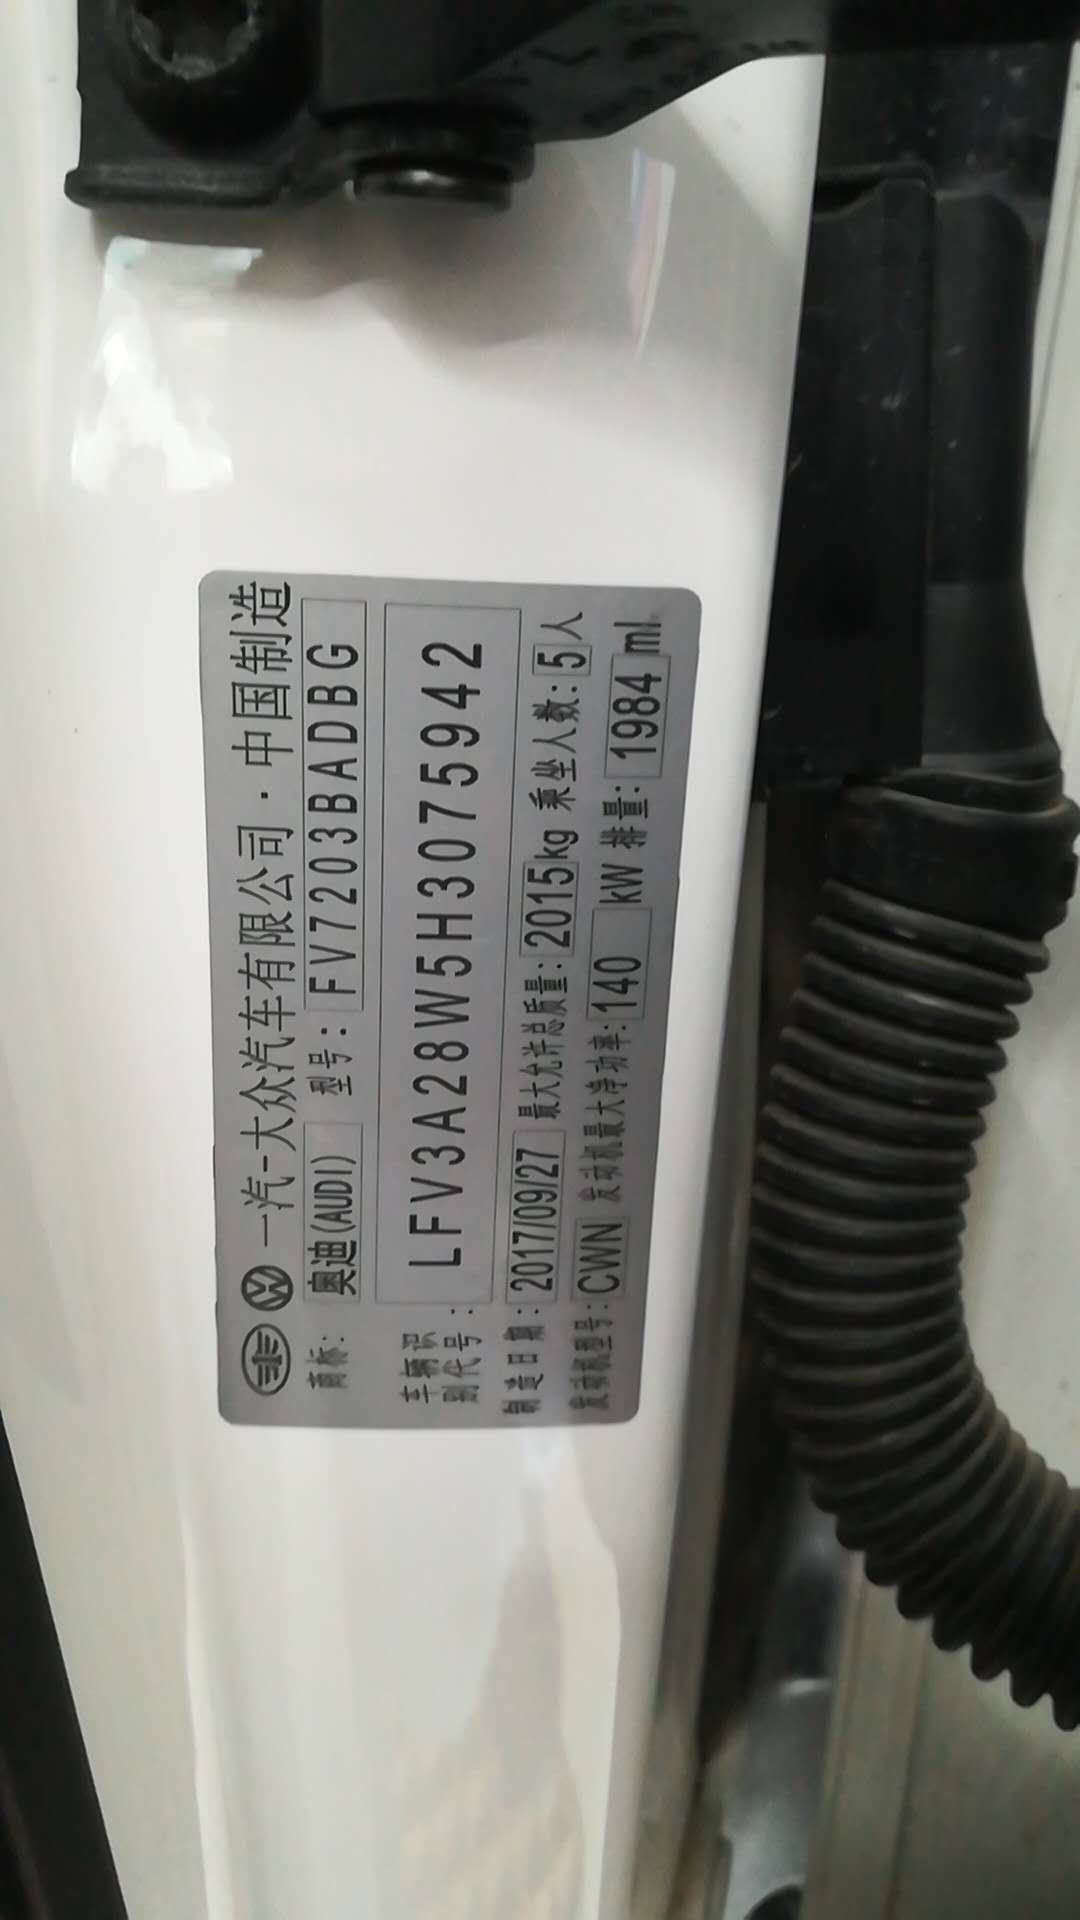 一汽-大众汽车有限公司·中国制造
商标: 奥迪(AUDI) 型号: FV7203BADBG
车辆识别代号: LFV3A28W5H3075942
制造日期: 2017/09/27 最大允许总质量: 2015kg 乘坐人数: 5人
发动机型号: CWN 发动机最大净功率: 140 kW 排量: 1984 ml